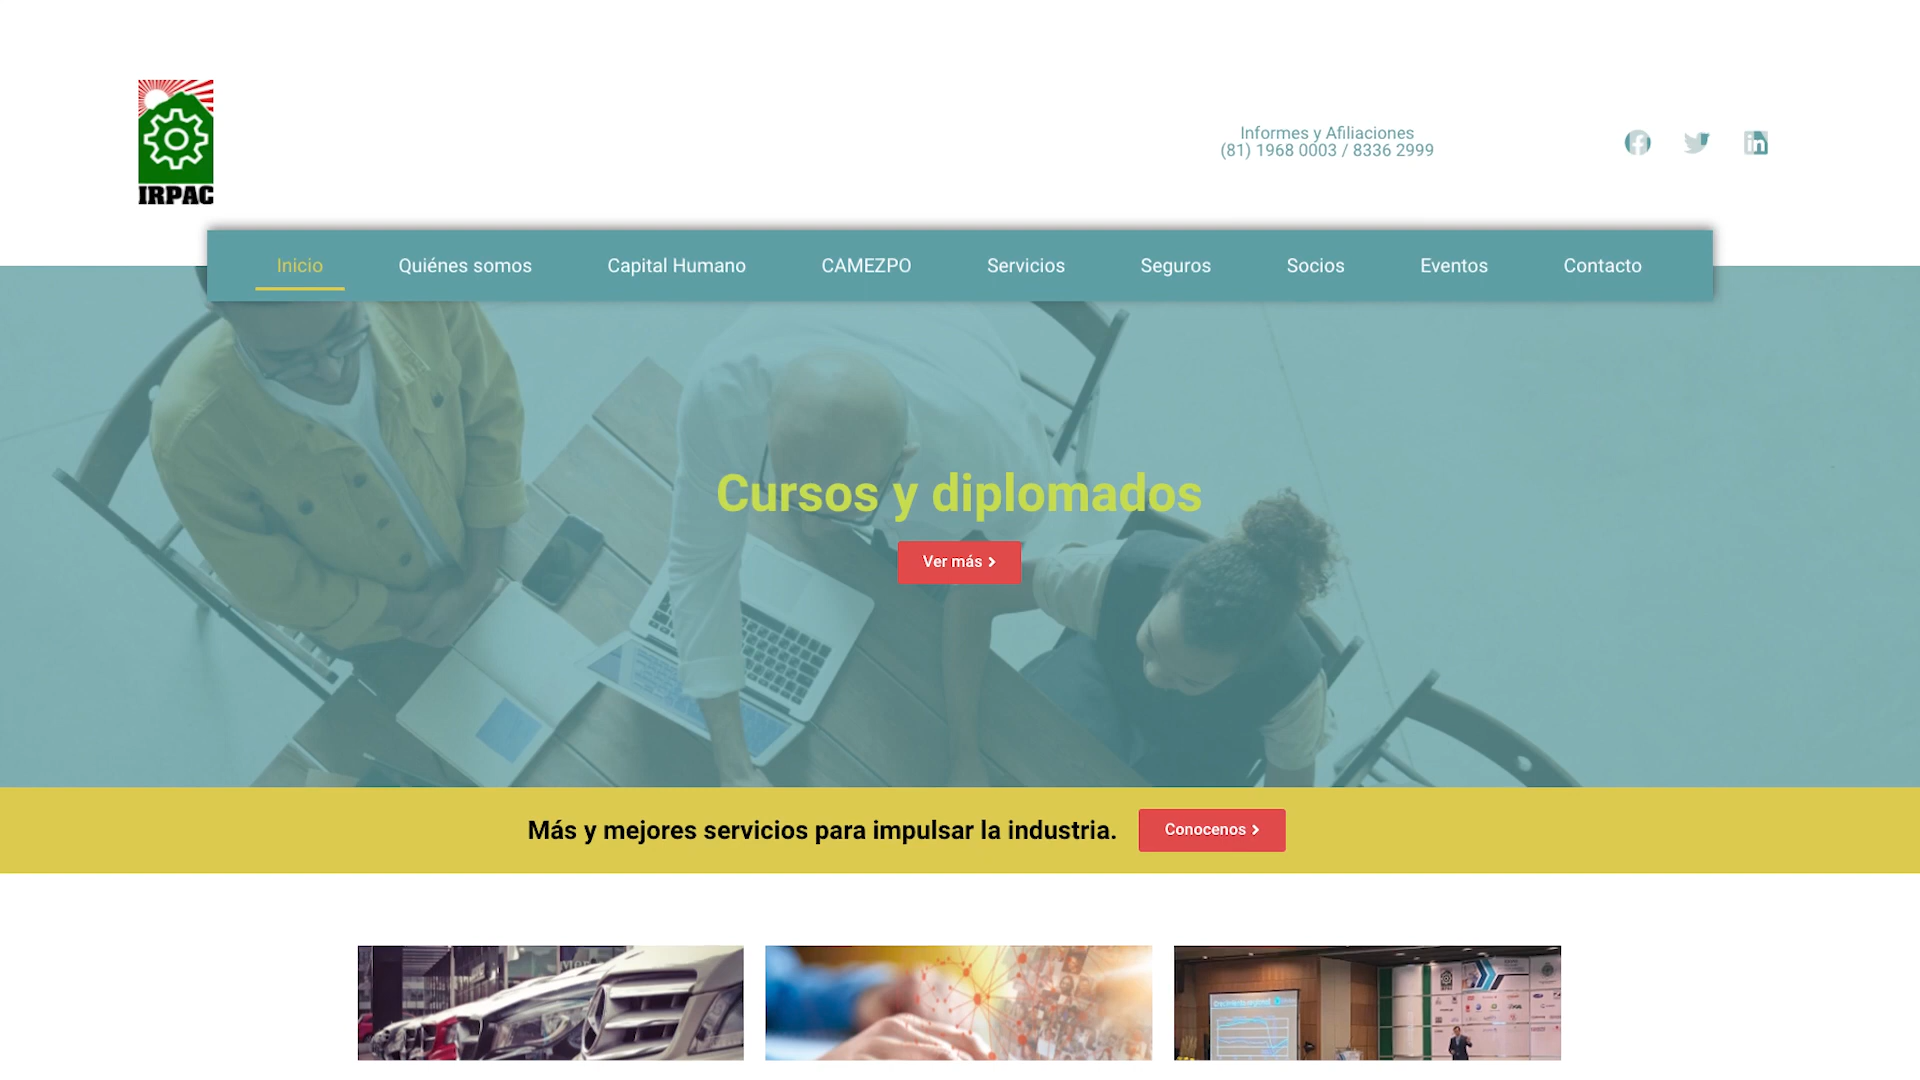 IRPAC
Informes y Afiliaciones
(81) 1968 0003 / 8336 2999
Inicio
Quiénes somos
Capital Humano
CAMEZPO
Servicios
Seguros
Socios
Eventos
Contacto
Cursos y diplomados
Ver más
Más y mejores servicios para impulsar la industria.
Conocenos